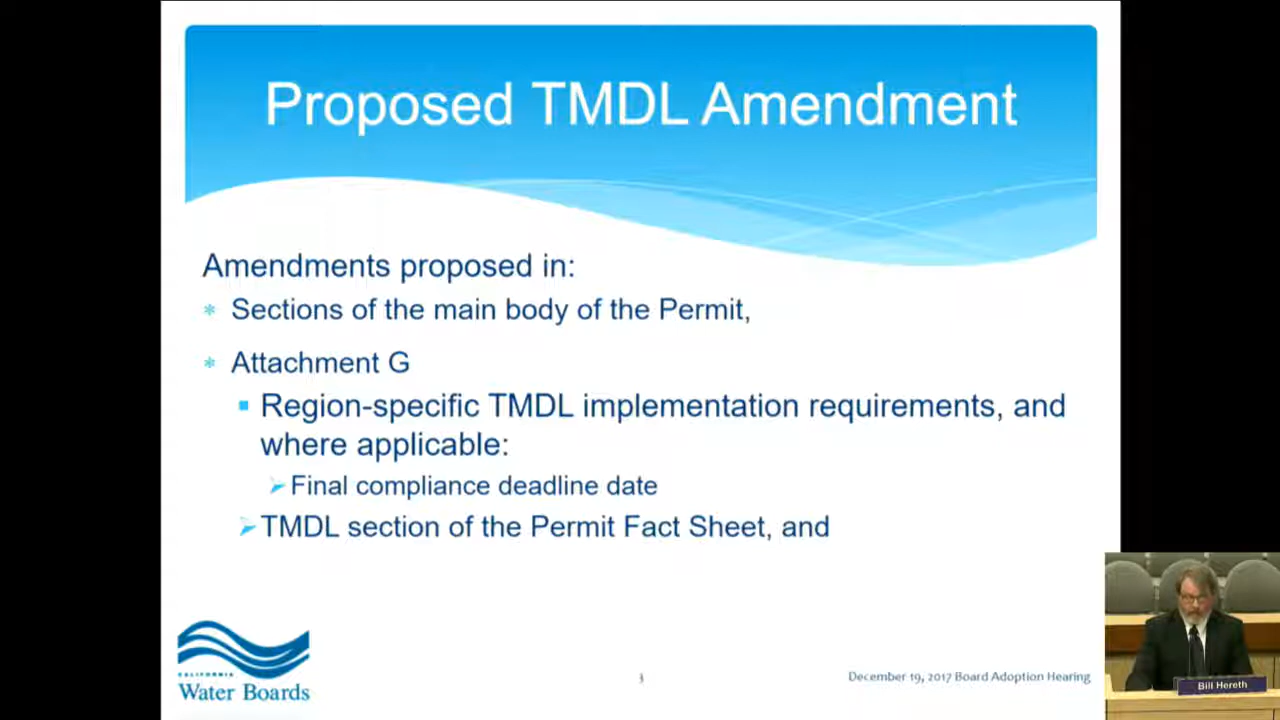 Proposed TMDL Amendment
Amendments proposed in:
Sections of the main body of the Permit,
Attachment G
Region-specific TMDL implementation requirements, and
where applicable:
Final compliance deadline date
TMDL section of the Permit Fact Sheet, and
CALIFORNIA
Water Boards
3
December 19, 2017 Board Adoption Hearing
Bill Hereth